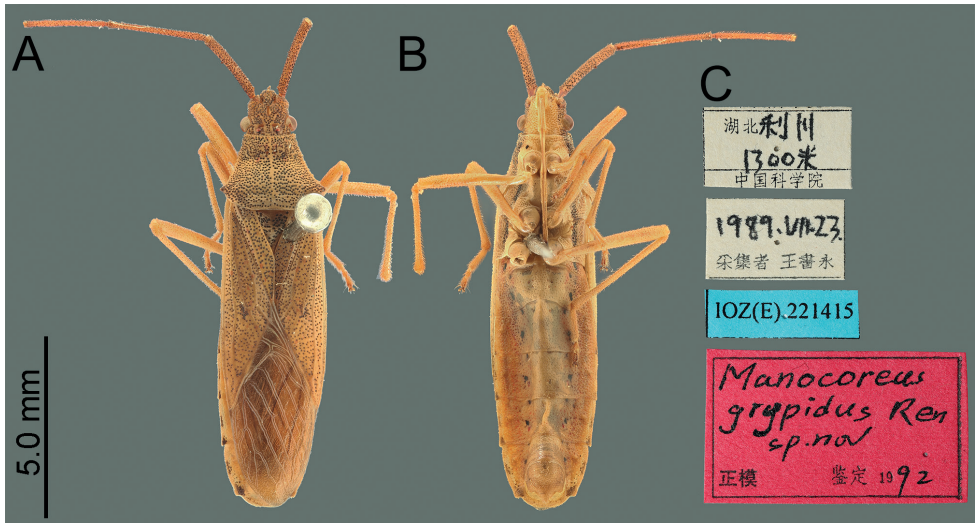 A
B
C
5.0 mm
湖北利川
1300米
中国科学院
1989.VII.23.
采集者 王書永
IOZ(E).221415
Manocoreus
grypidus Ren
sp.nov
正模 鉴定 1992